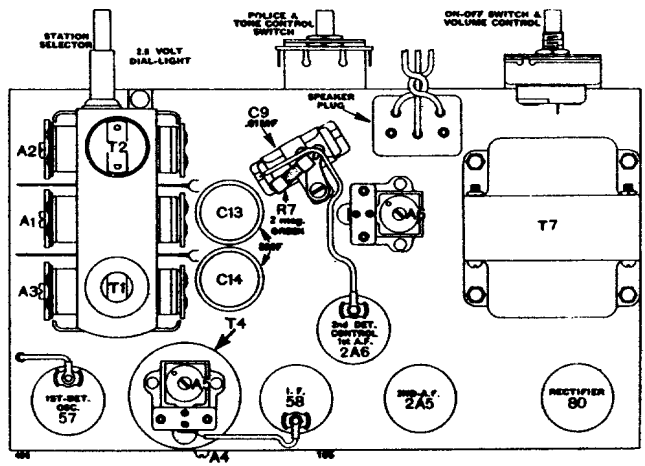 STATION
SELECTOR
2.5 VOLT
DIAL-LIGHT
POLICE &
TONE CONTROL
SWITCH
ON-OFF SWITCH &
VOLUME CONTROL
SPEAKER
PLUG
C9
.01MF
A2
T2
A1
C13
R7
2 meg.
GREEN
T7
A3
T1
C14
T4
2nd DET.
CONTROL
1st A.F.
2A6
A5
1ST-DET.
OSC.
57
I. F.
58
2ND-A.F.
2A5
RECTIFIER
80
A4